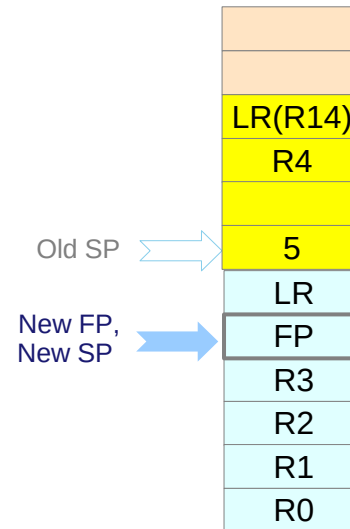 LR(R14)
R4
Old SP
5
LR
New FP,
New SP
FP
R3
R2
R1
R0